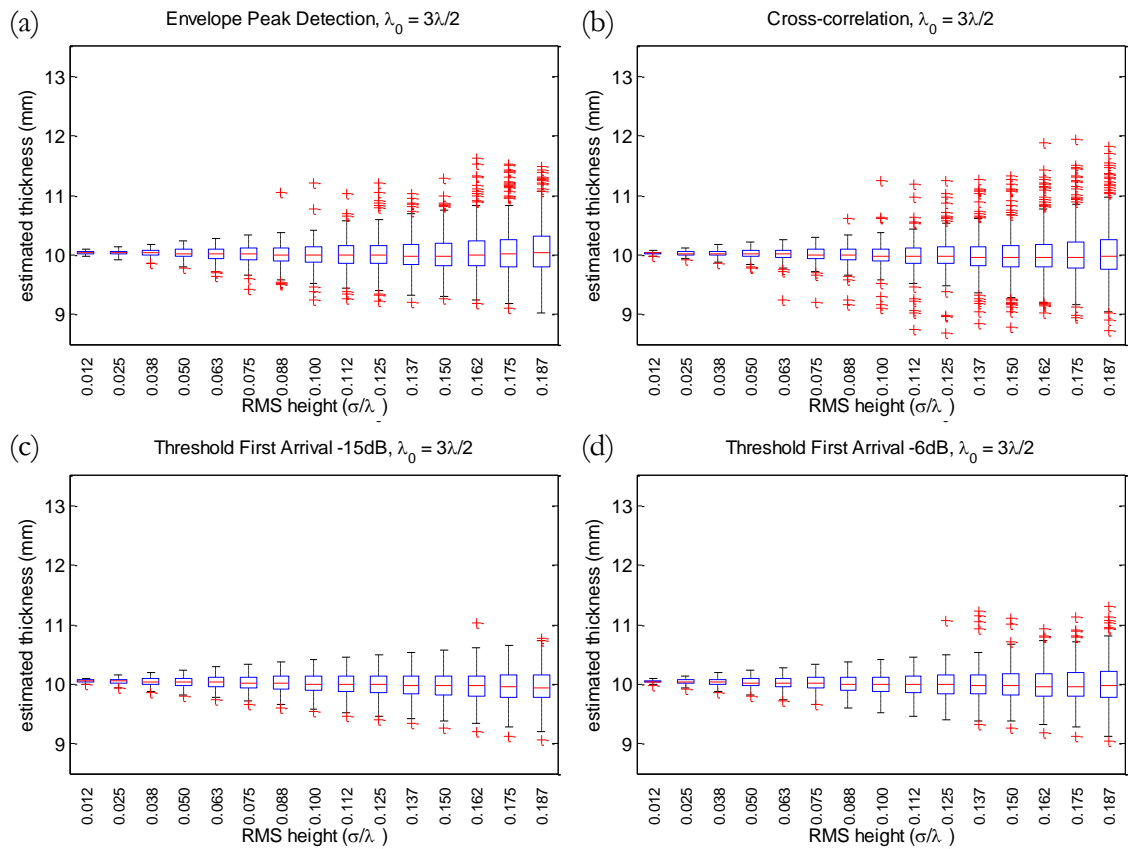 (a)
Envelope Peak Detection, λ0 = 3λ/2
estimated thickness (mm)
13
12
11
10
9
0.012 0.025 0.038 0.050 0.063 0.075 0.088 0.100 0.112 0.125 0.137 0.150 0.162 0.175 0.187
RMS height (σ/λ )
(b)
Cross-correlation, λ0 = 3λ/2
estimated thickness (mm)
13
12
11
10
9
0.012 0.025 0.038 0.050 0.063 0.075 0.088 0.100 0.112 0.125 0.137 0.150 0.162 0.175 0.187
RMS height (σ/λ )
(c)
Threshold First Arrival -15dB, λ0 = 3λ/2
estimated thickness (mm)
13
12
11
10
9
0.012 0.025 0.038 0.050 0.063 0.075 0.088 0.100 0.112 0.125 0.137 0.150 0.162 0.175 0.187
RMS height (σ/λ )
(d)
Threshold First Arrival -6dB, λ0 = 3λ/2
estimated thickness (mm)
13
12
11
10
9
0.012 0.025 0.038 0.050 0.063 0.075 0.088 0.100 0.112 0.125 0.137 0.150 0.162 0.175 0.187
RMS height (σ/λ )